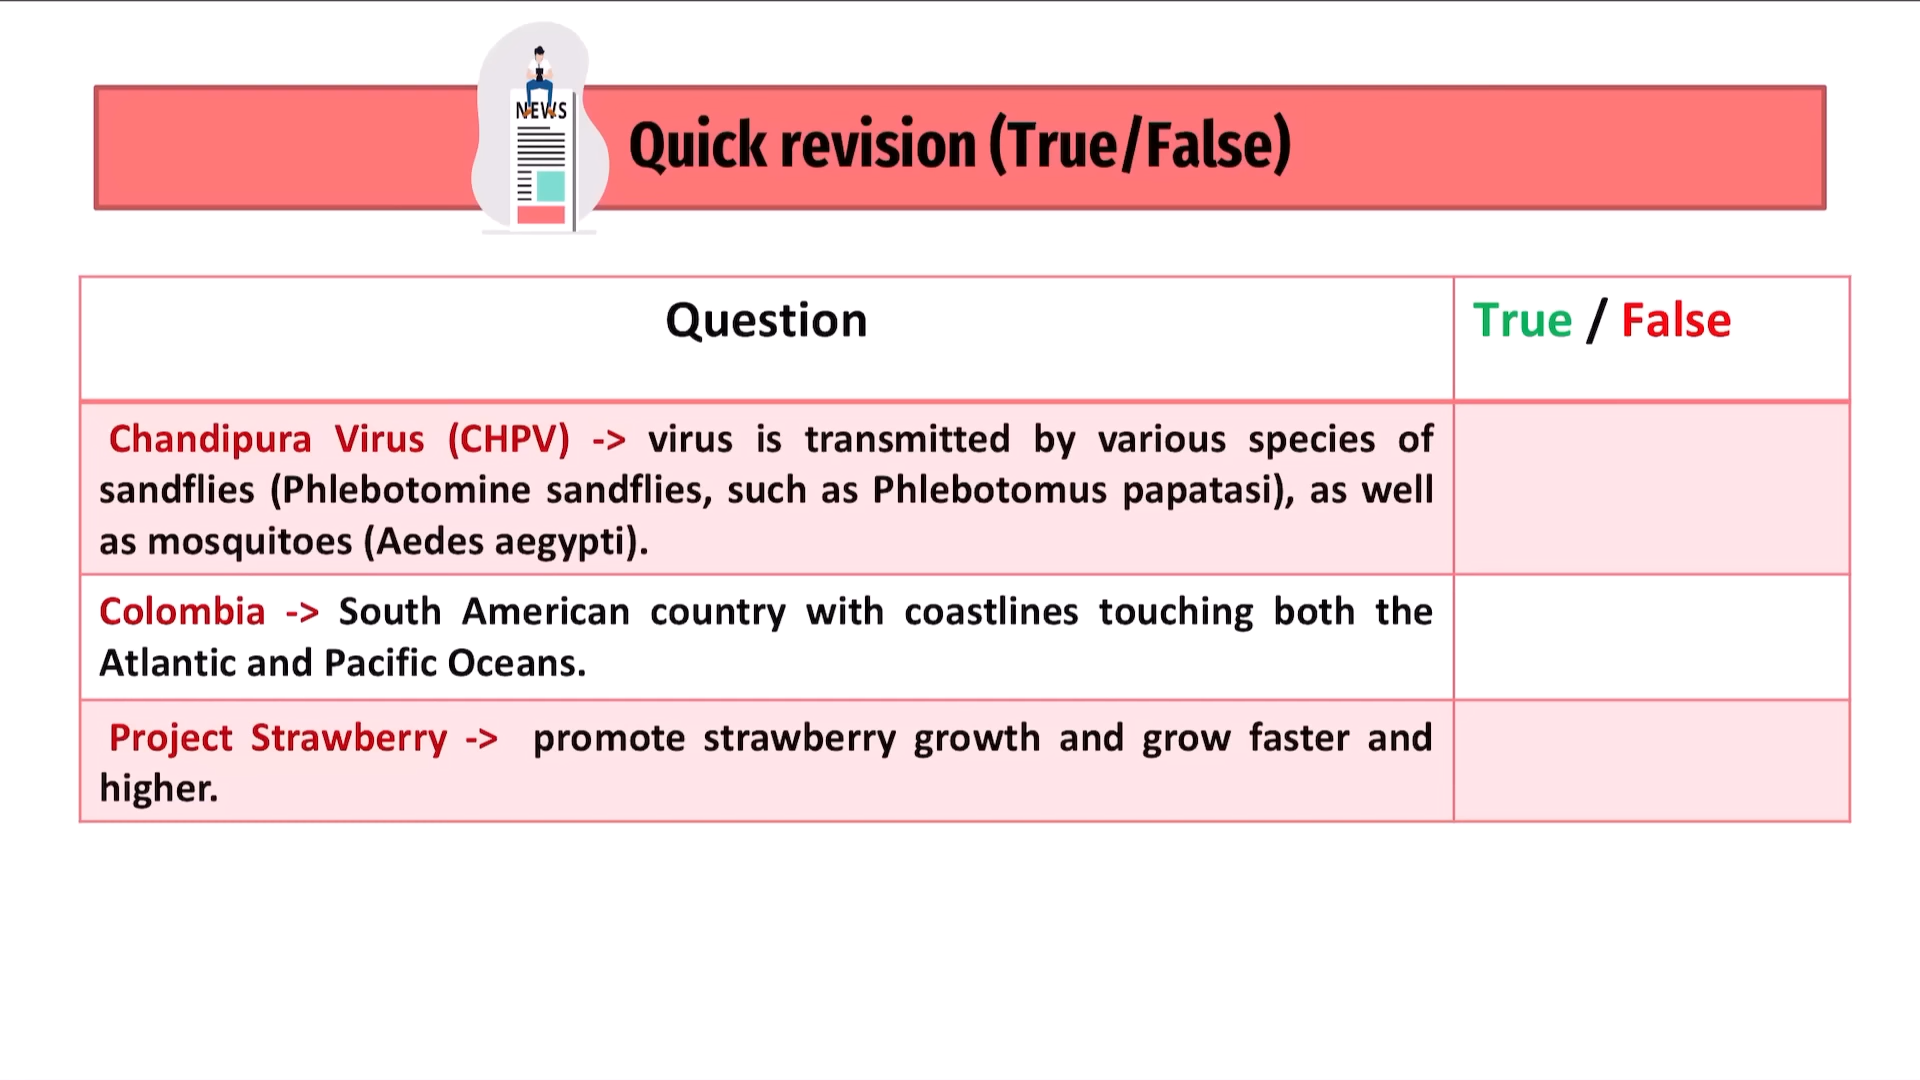 NEWS
Quick revision (True/False)
Question
True / False
Chandipura Virus (CHPV) -> virus is transmitted by various species of
sandflies (Phlebotomine sandflies, such as Phlebotomus papatasi), as well
as mosquitoes (Aedes aegypti).
Colombia -> South American country with coastlines touching both the
Atlantic and Pacific Oceans.
Project Strawberry -> promote strawberry growth and grow faster and
higher.